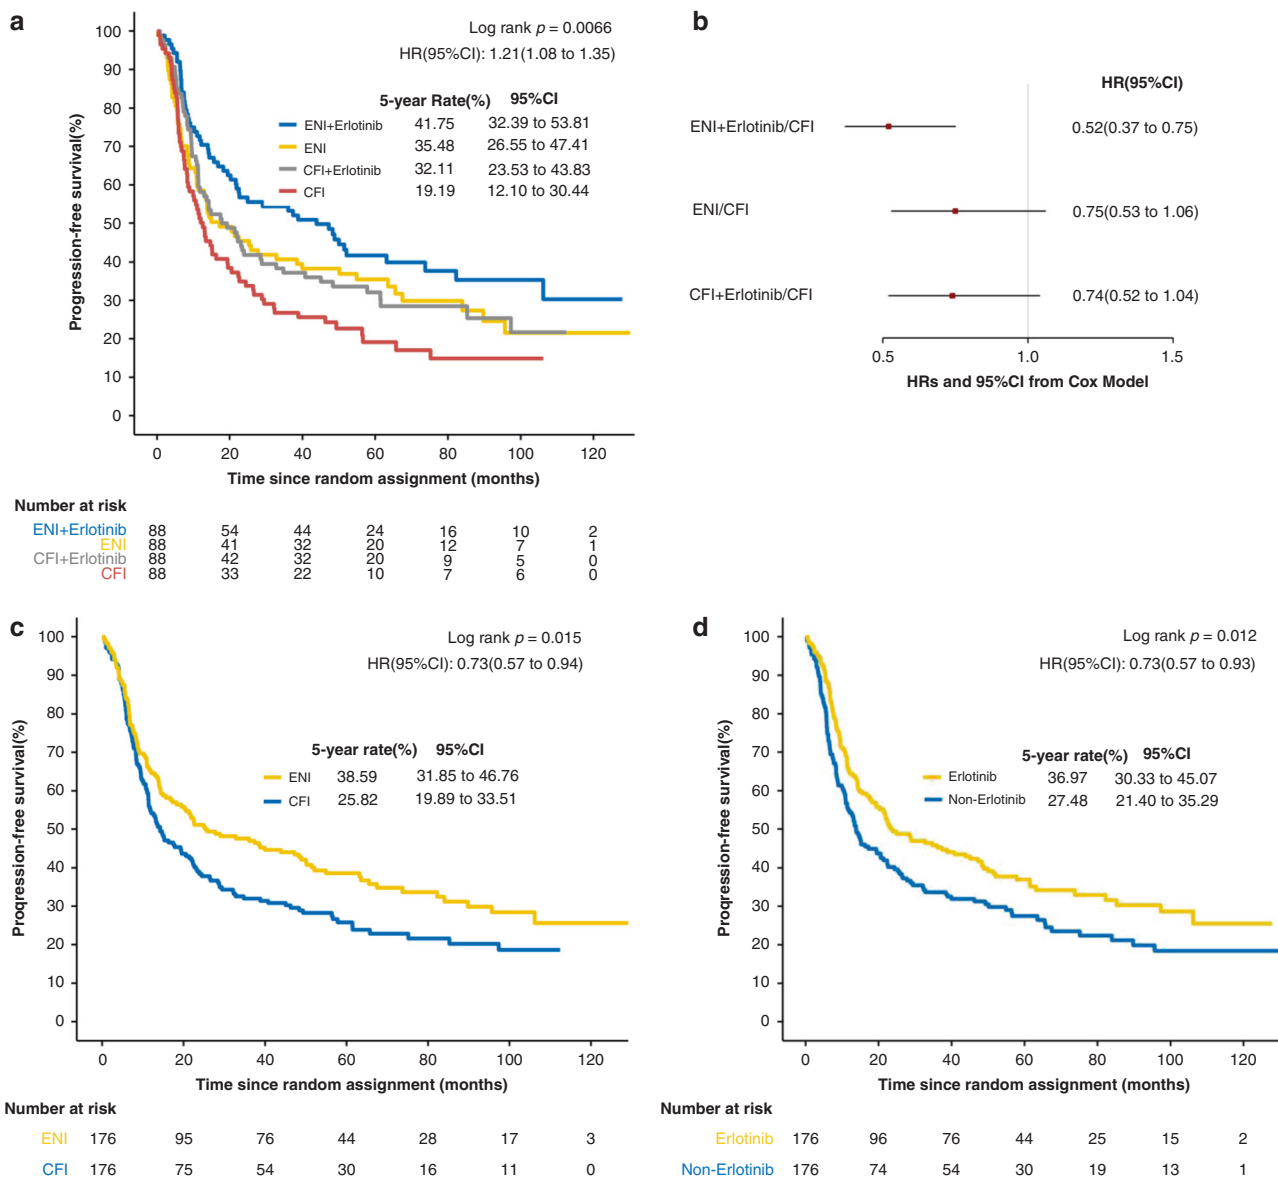 a
Log rank p = 0.0066
HR(95%CI): 1.21(1.08 to 1.35)
5-year Rate(%) 95%CI
ENI+Erlotinib 41.75 32.39 to 53.81
ENI 35.48 26.55 to 47.41
CFI+Erlotinib 32.11 23.53 to 43.83
CFI 19.19 12.10 to 30.44
Progression-free survival(%)
100
90
80
70
60
50
40
30
20
10
0
0 20 40 60 80 100 120
Time since random assignment (months)
Number at risk
ENI+Erlotinib 88 54 44 24 16 10 2
ENI 88 41 32 20 12 7 1
CFI+Erlotinib 88 42 32 20 9 5 0
CFI 88 33 22 10 7 6 0
b
HR(95%CI)
ENI+Erlotinib/CFI 0.52(0.37 to 0.75)
ENI/CFI 0.75(0.53 to 1.06)
CFI+Erlotinib/CFI 0.74(0.52 to 1.04)
0.5 1.0 1.5
HRs and 95%CI from Cox Model
c
Log rank p = 0.015
HR(95%CI): 0.73(0.57 to 0.94)
5-year rate(%) 95%CI
ENI 38.59 31.85 to 46.76
CFI 25.82 19.89 to 33.51
Progression-free survival(%)
100
90
80
70
60
50
40
30
20
10
0
0 20 40 60 80 100 120
Time since random assignment (months)
Number at risk
ENI 176 95 76 44 28 17 3
CFI 176 75 54 30 16 11 0
d
Log rank p = 0.012
HR(95%CI): 0.73(0.57 to 0.93)
5-year rate(%) 95%CI
Erlotinib 36.97 30.33 to 45.07
Non-Erlotinib 27.48 21.40 to 35.29
Progression-free survival(%)
100
90
80
70
60
50
40
30
20
10
0
0 20 40 60 80 100 120
Time since random assignment (months)
Number at risk
Erlotinib 176 96 76 44 25 15 2
Non-Erlotinib 176 74 54 30 19 13 1